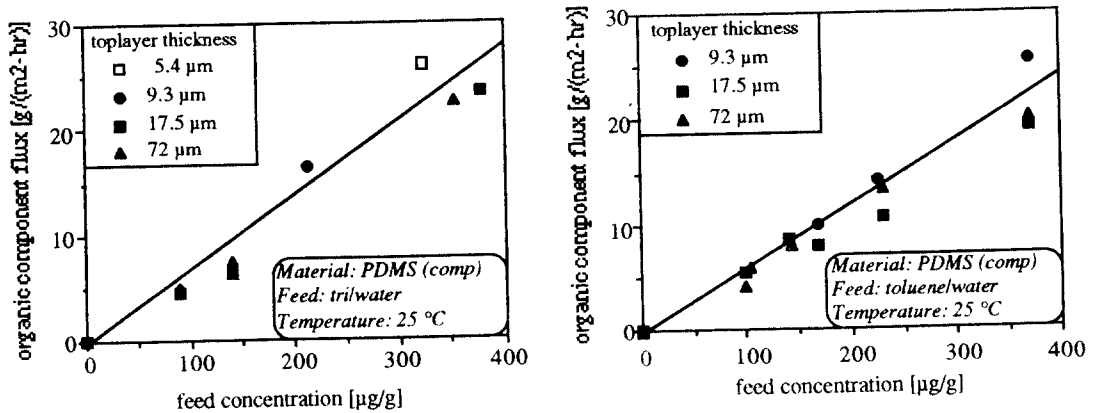 organic component flux [g/(m2-hr)]
30
20
10
0
toplayer thickness
5.4 µm
9.3 µm
17.5 µm
72 µm
Material: PDMS (comp)
Feed: tri/water
Temperature: 25 °C
0 100 200 300 400
feed concentration [µg/g]
organic component flux [g/(m2-hr)]
30
20
10
0
toplayer thickness
9.3 µm
17.5 µm
72 µm
Material: PDMS (comp)
Feed: toluene/water
Temperature: 25 °C
0 100 200 300 400
feed concentration [µg/g]